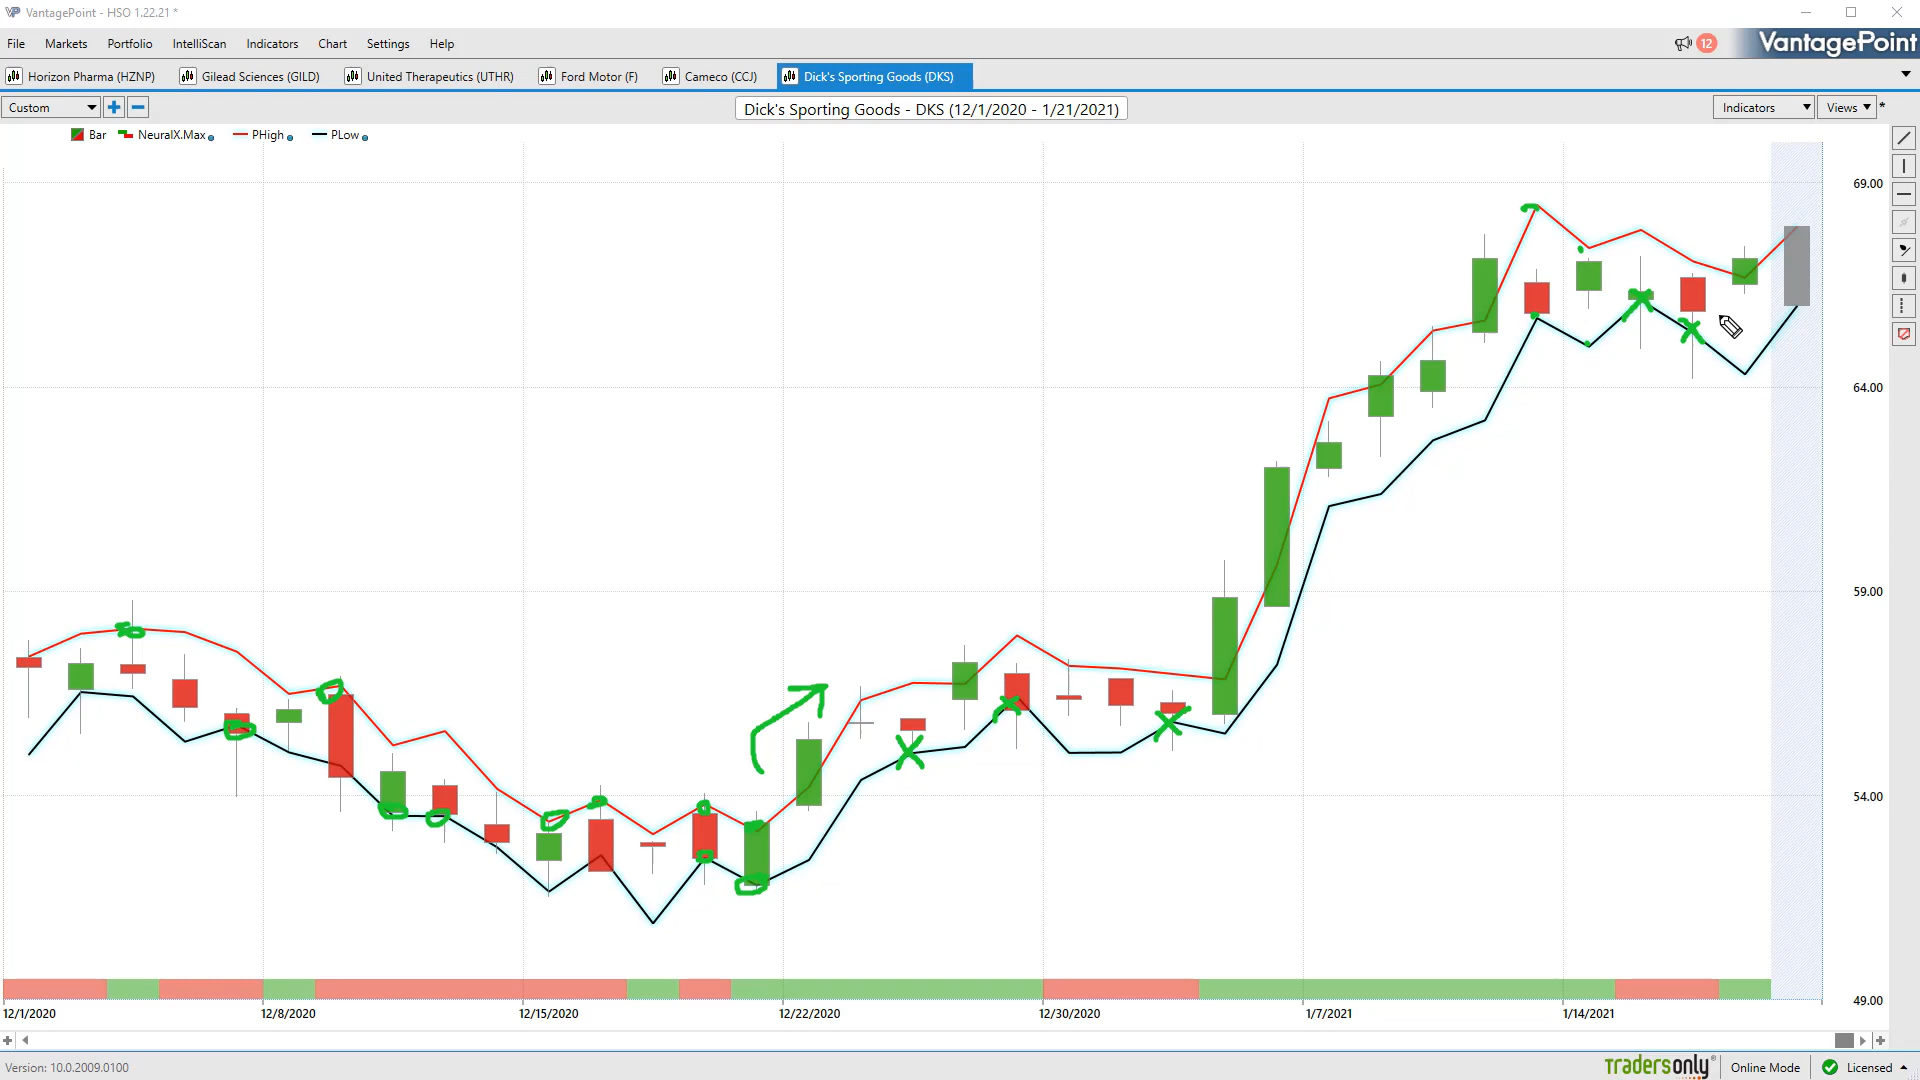 VantagePoint - HSO 1.22.21 *
File Markets Portfolio IntelliScan Indicators Chart Settings Help
12
VantagePoint
Horizon Pharma (HZNP) Gilead Sciences (GILD) United Therapeutics (UTHR) Ford Motor (F) Cameco (CCJ) Dick's Sporting Goods (DKS)
Custom
Dick's Sporting Goods - DKS (12/1/2020 - 1/21/2021)
Indicators Views *
Bar NeuralX.Max PHigh PLow
69.00
64.00
59.00
54.00
49.00
12/1/2020 12/8/2020 12/15/2020 12/22/2020 12/30/2020 1/7/2021 1/14/2021
Version: 10.0.2009.0100
tradersonly
Online Mode
Licensed